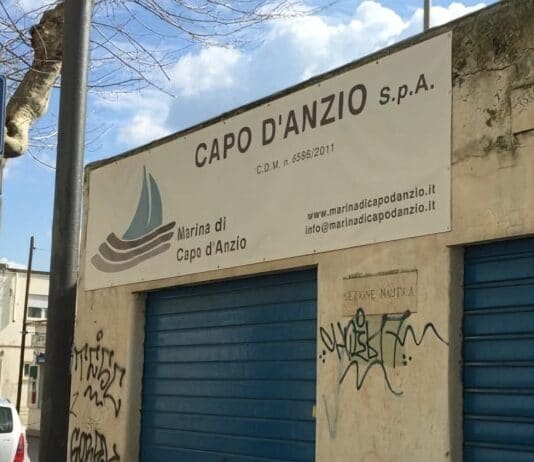 CAPO D'ANZIO S.p.A.
C.D.M. n. 6586/2011
Marina di
Capo d'Anzio
www.marinadicapodanzio.it
info@marinadicapodanzio.it
SEZIONE NAUTICA